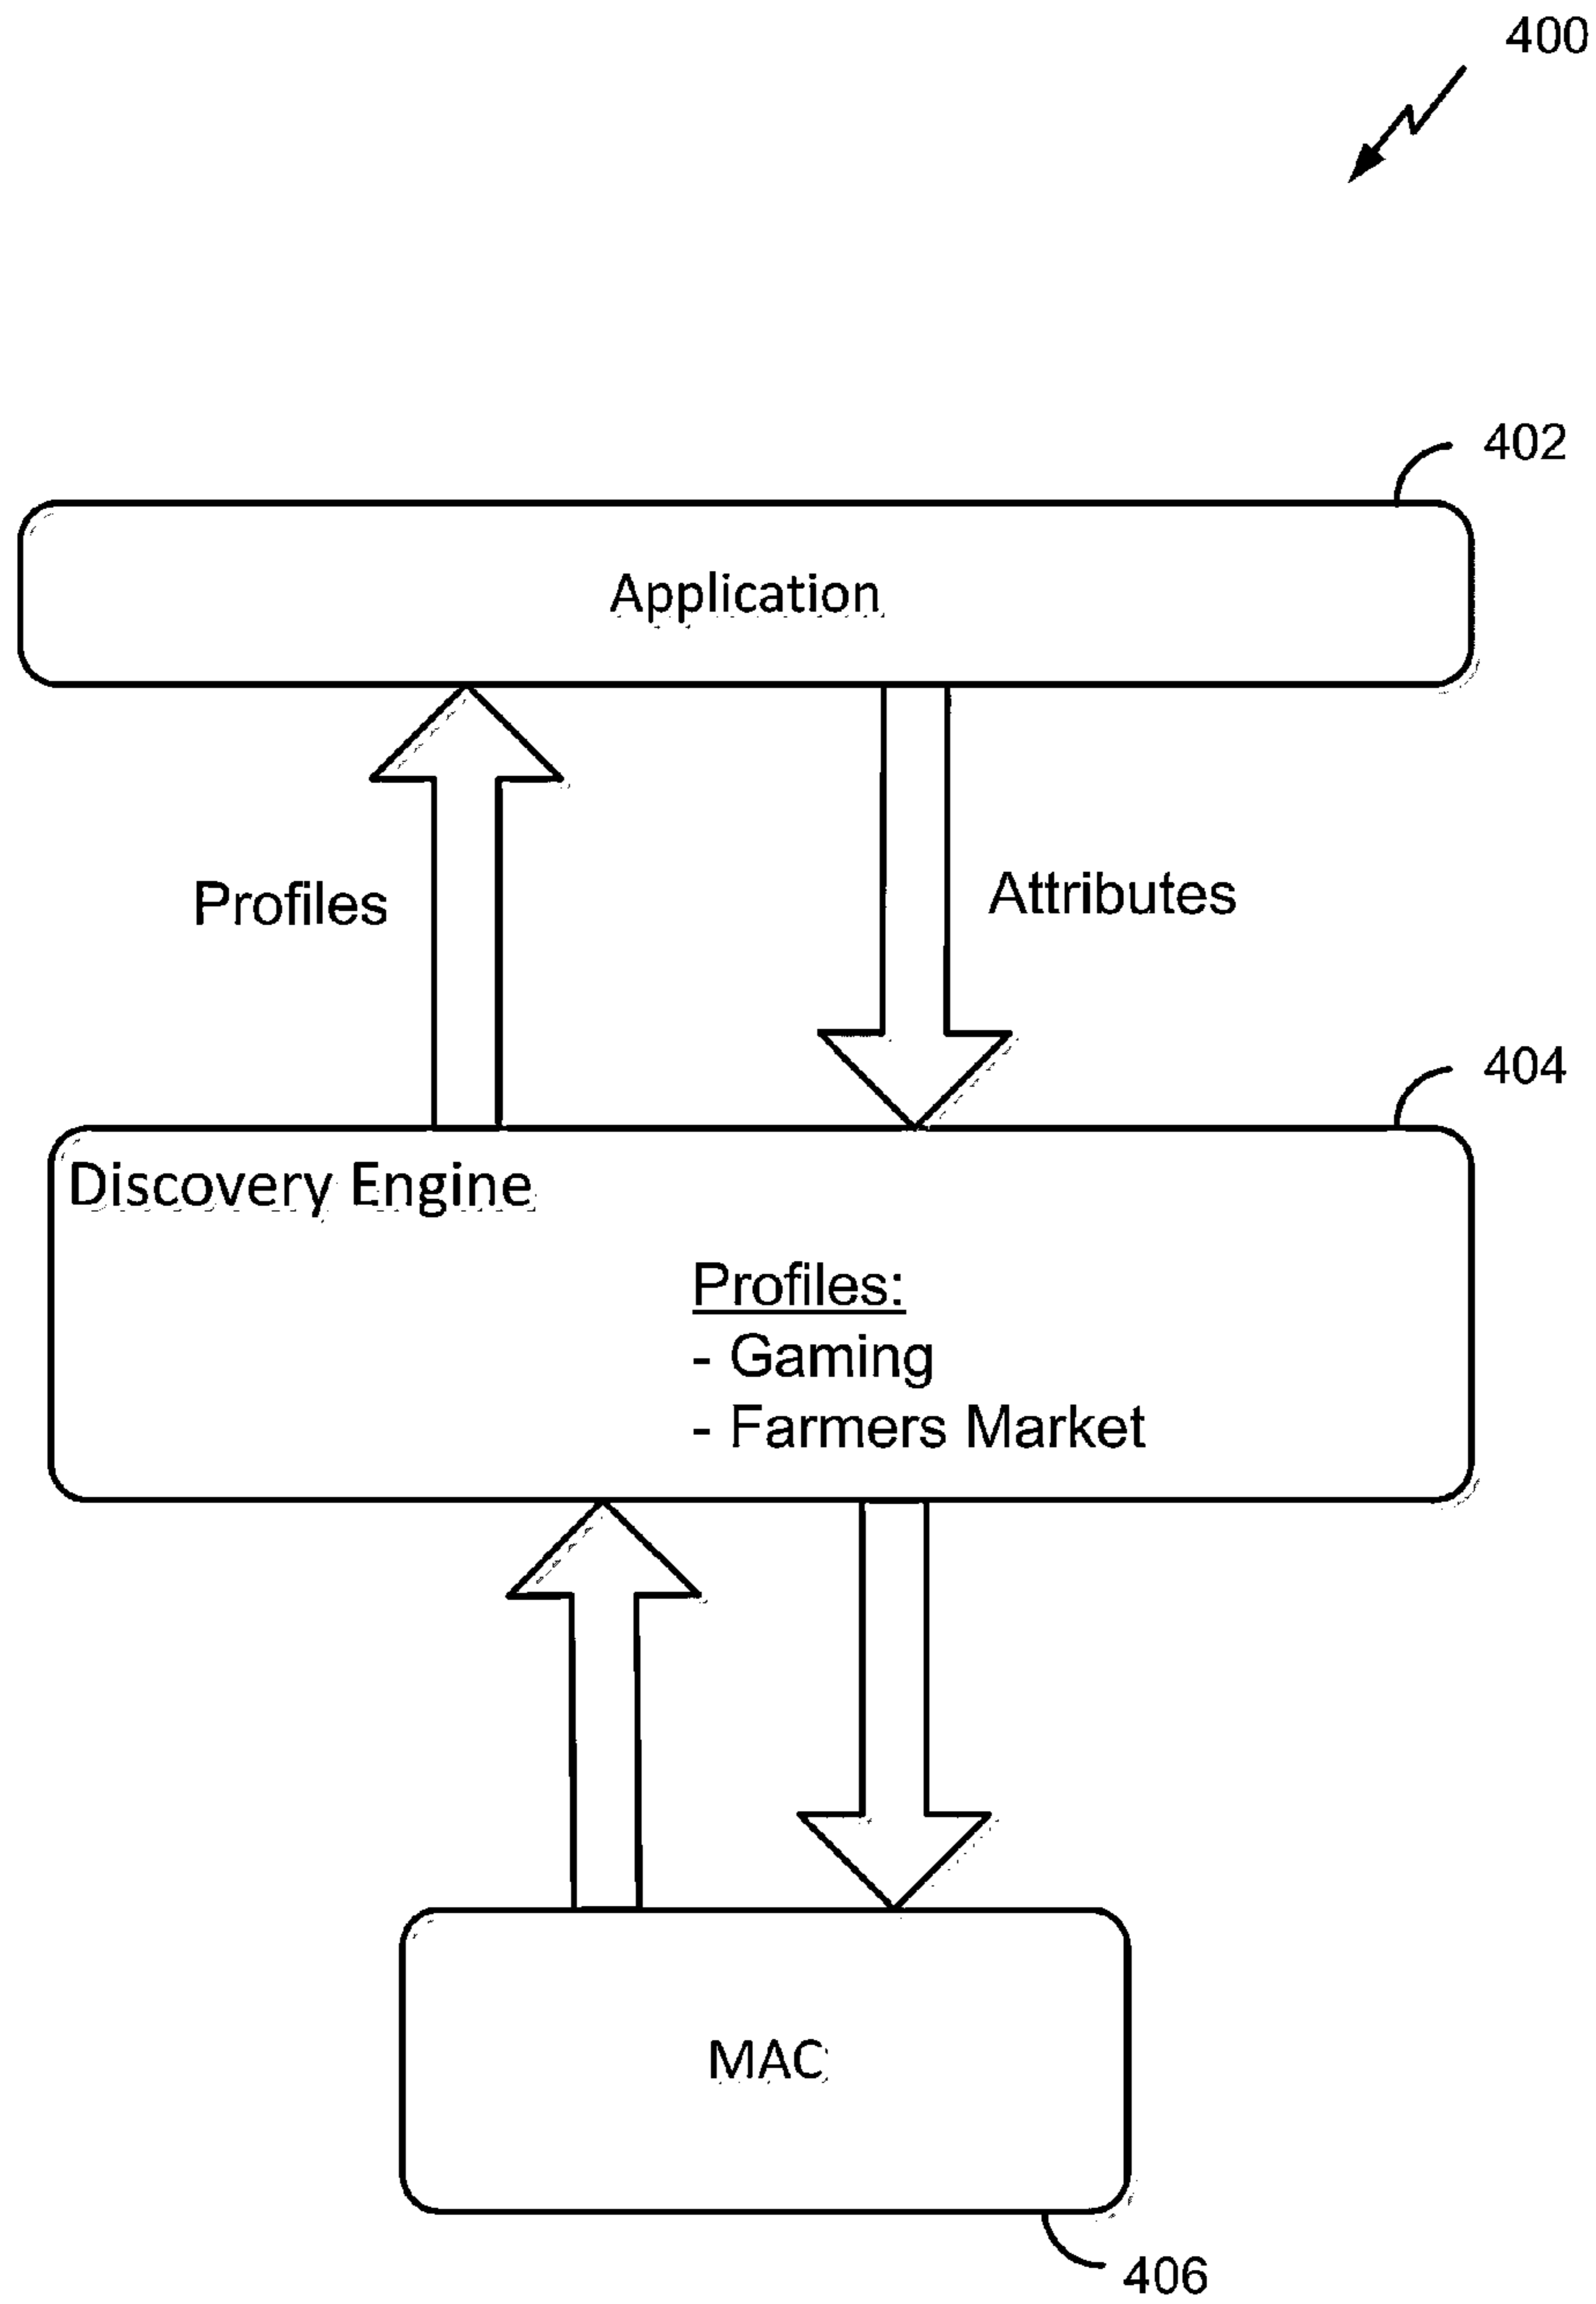 400
402
Application
Profiles
Attributes
404
Discovery Engine
Profiles:
- Gaming
- Farmers Market
MAC
406